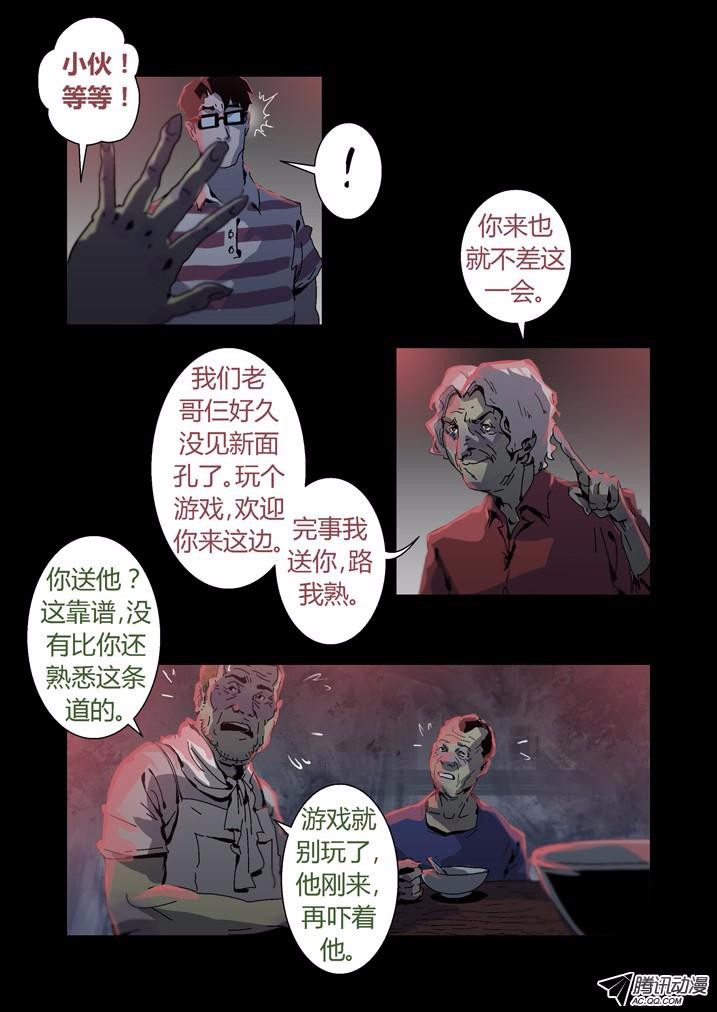 小伙！
等等！
！
你来也
就不差这
一会。
我们老
哥仨好久
没见新面
孔了。玩个
游戏，欢迎
你来这边。
完事我
送你，路
我熟。
你送他？
这靠谱，没
有比你还
熟悉这条
道的。
游戏就
别玩了，
他刚来，
再吓着
他。
腾讯动漫
AC.QQ.COM